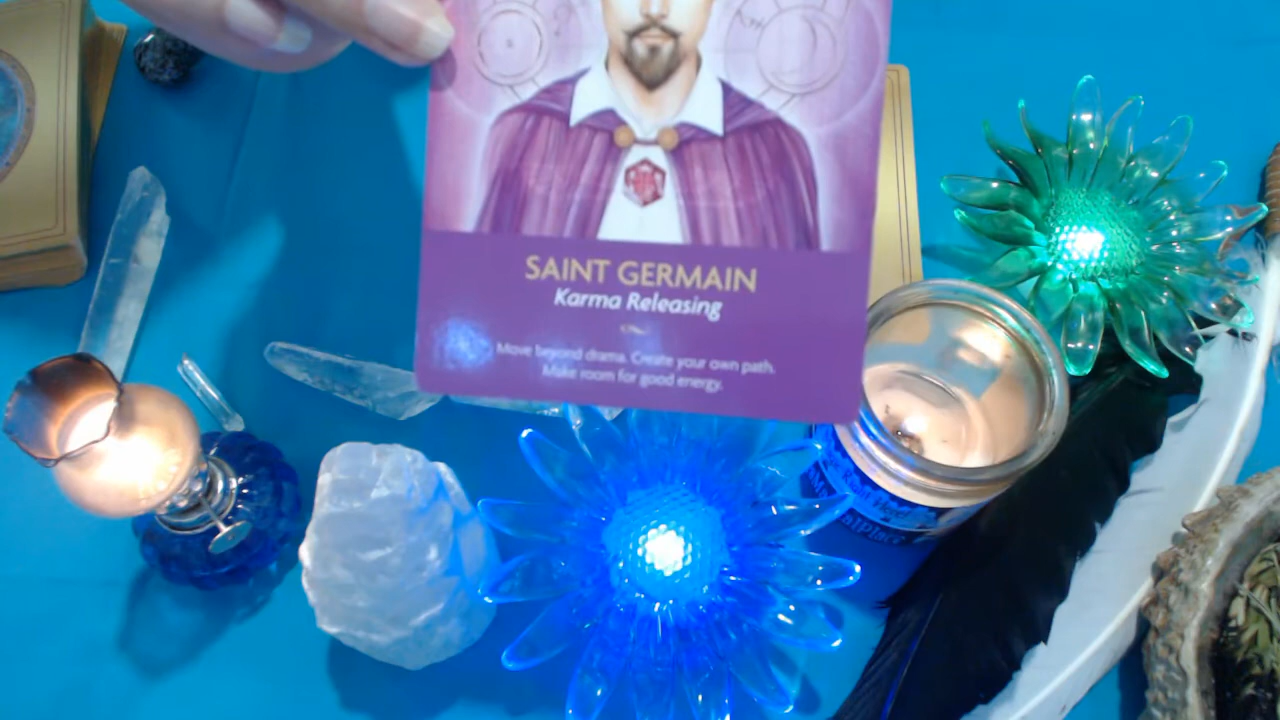 SAINT GERMAIN
Karma Releasing
Move beyond drama. Create your own path.
Make room for good energy.